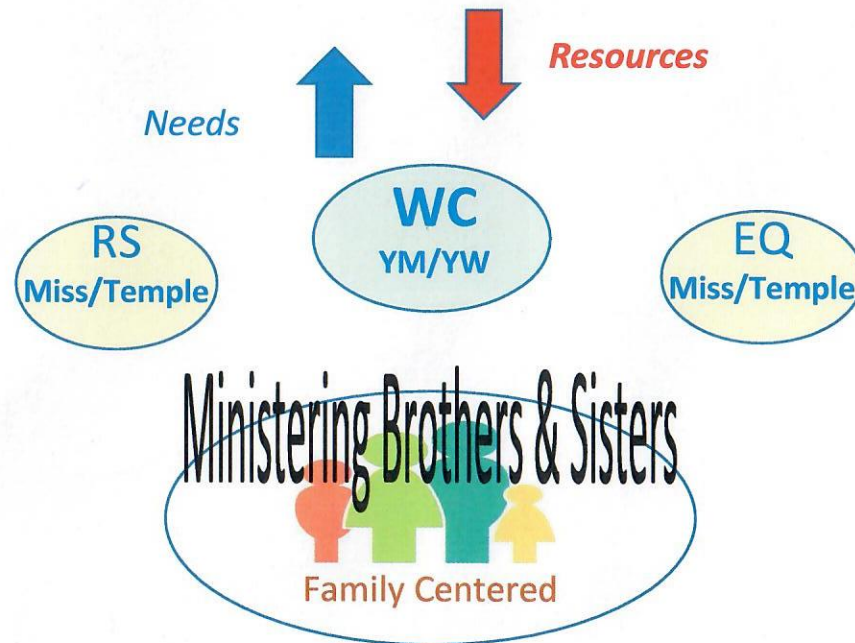 Resources
Needs
WC
YM/YW
RS
Miss/Temple
EQ
Miss/Temple
Ministering Brothers & Sisters
Family Centered